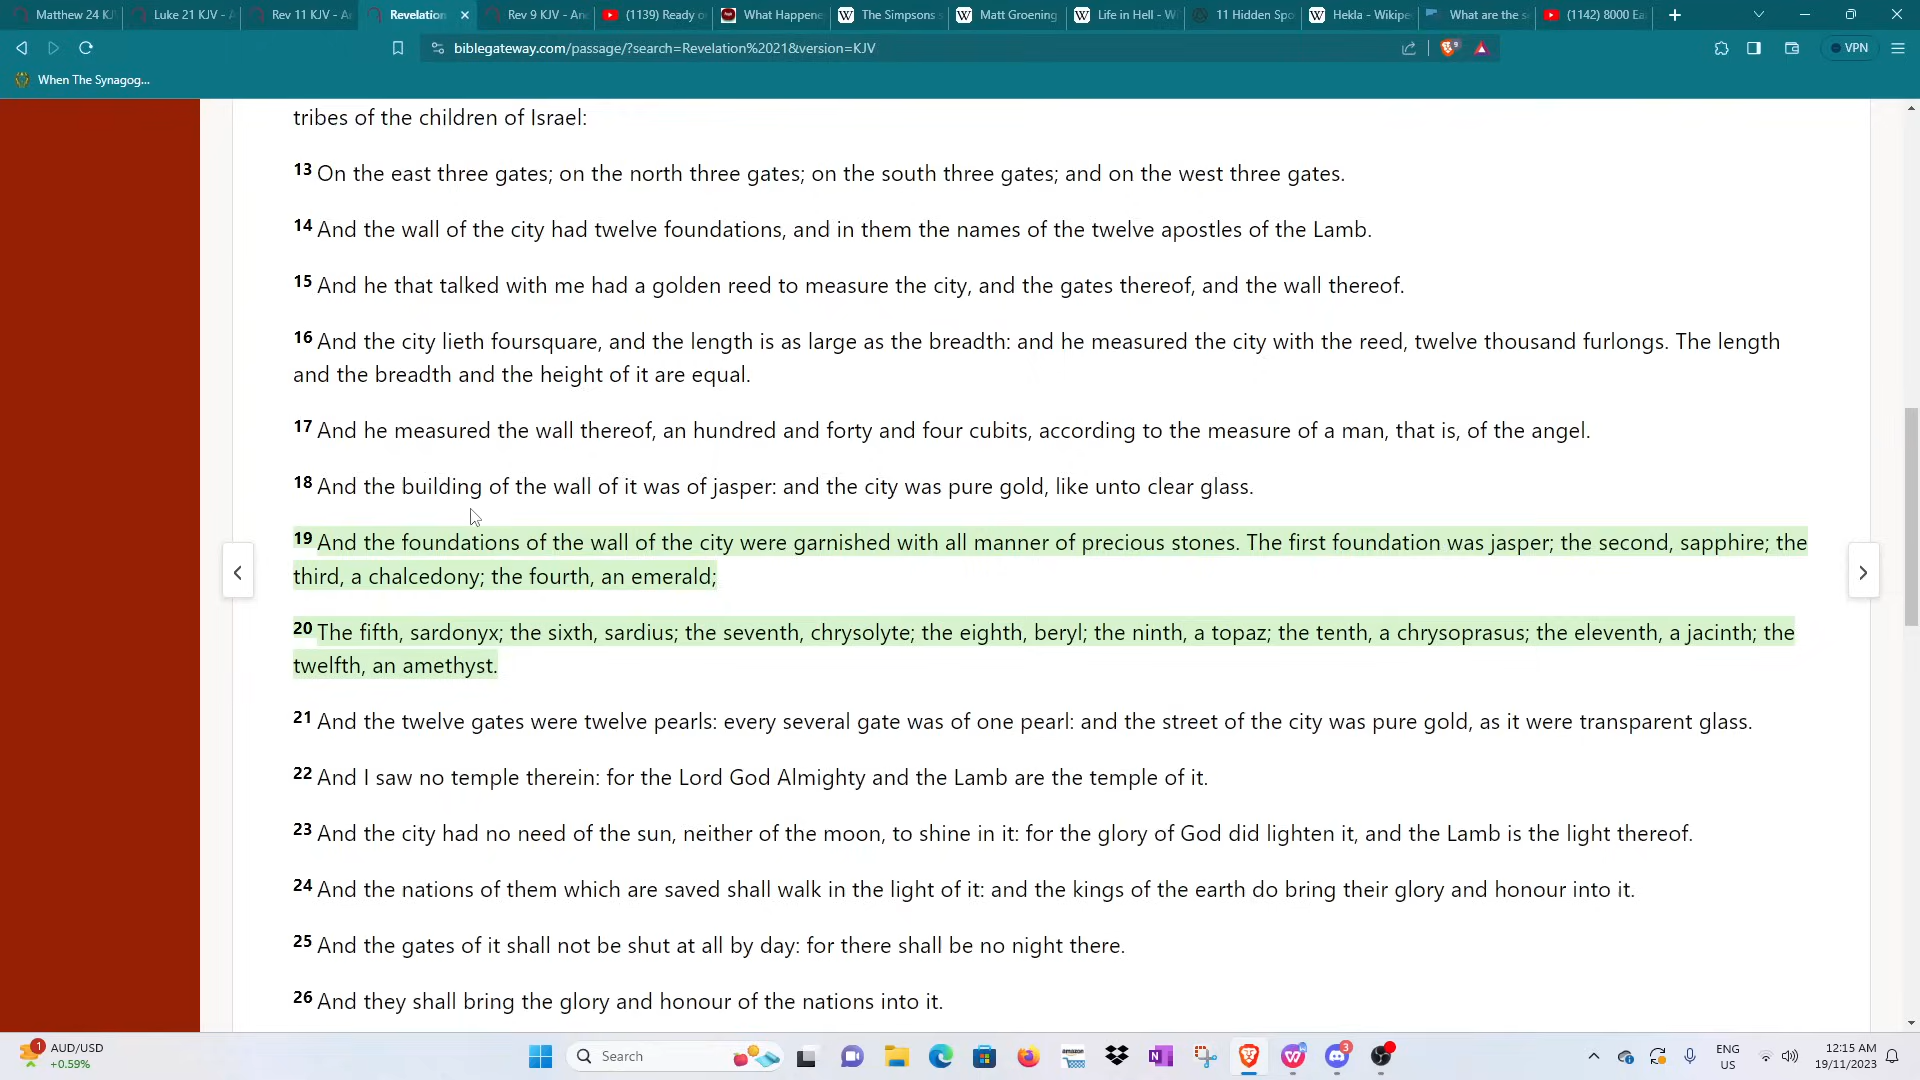 Matthew 24 KJ
Luke 21 KJV - A
Rev 11 KJV - A
Revelation
Rev 9 KJV - An
(1139) Ready o
What Happene
The Simpsons s
Matt Groening
Life in Hell - Wi
11 Hidden Spo
Hekla - Wikipe
What are the s
(1142) 8000 Ea
biblegateway.com/passage/?search=Revelation%2021&version=KJV
9
VPN
When The Synagog...
tribes of the children of Israel:
13 On the east three gates; on the north three gates; on the south three gates; and on the west three gates.
14 And the wall of the city had twelve foundations, and in them the names of the twelve apostles of the Lamb.
15 And he that talked with me had a golden reed to measure the city, and the gates thereof, and the wall thereof.
16 And the city lieth foursquare, and the length is as large as the breadth: and he measured the city with the reed, twelve thousand furlongs. The length
and the breadth and the height of it are equal.
17 And he measured the wall thereof, an hundred and forty and four cubits, according to the measure of a man, that is, of the angel.
18 And the building of the wall of it was of jasper: and the city was pure gold, like unto clear glass.
19 And the foundations of the wall of the city were garnished with all manner of precious stones. The first foundation was jasper; the second, sapphire; the
third, a chalcedony; the fourth, an emerald;
20 The fifth, sardonyx; the sixth, sardius; the seventh, chrysolyte; the eighth, beryl; the ninth, a topaz; the tenth, a chrysoprasus; the eleventh, a jacinth; the
twelfth, an amethyst.
21 And the twelve gates were twelve pearls: every several gate was of one pearl: and the street of the city was pure gold, as it were transparent glass.
22 And I saw no temple therein: for the Lord God Almighty and the Lamb are the temple of it.
23 And the city had no need of the sun, neither of the moon, to shine in it: for the glory of God did lighten it, and the Lamb is the light thereof.
24 And the nations of them which are saved shall walk in the light of it: and the kings of the earth do bring their glory and honour into it.
25 And the gates of it shall not be shut at all by day: for there shall be no night there.
26 And they shall bring the glory and honour of the nations into it.
1
AUD/USD
+0.59%
Search
amazon
3
ENG
US
12:15 AM
19/11/2023